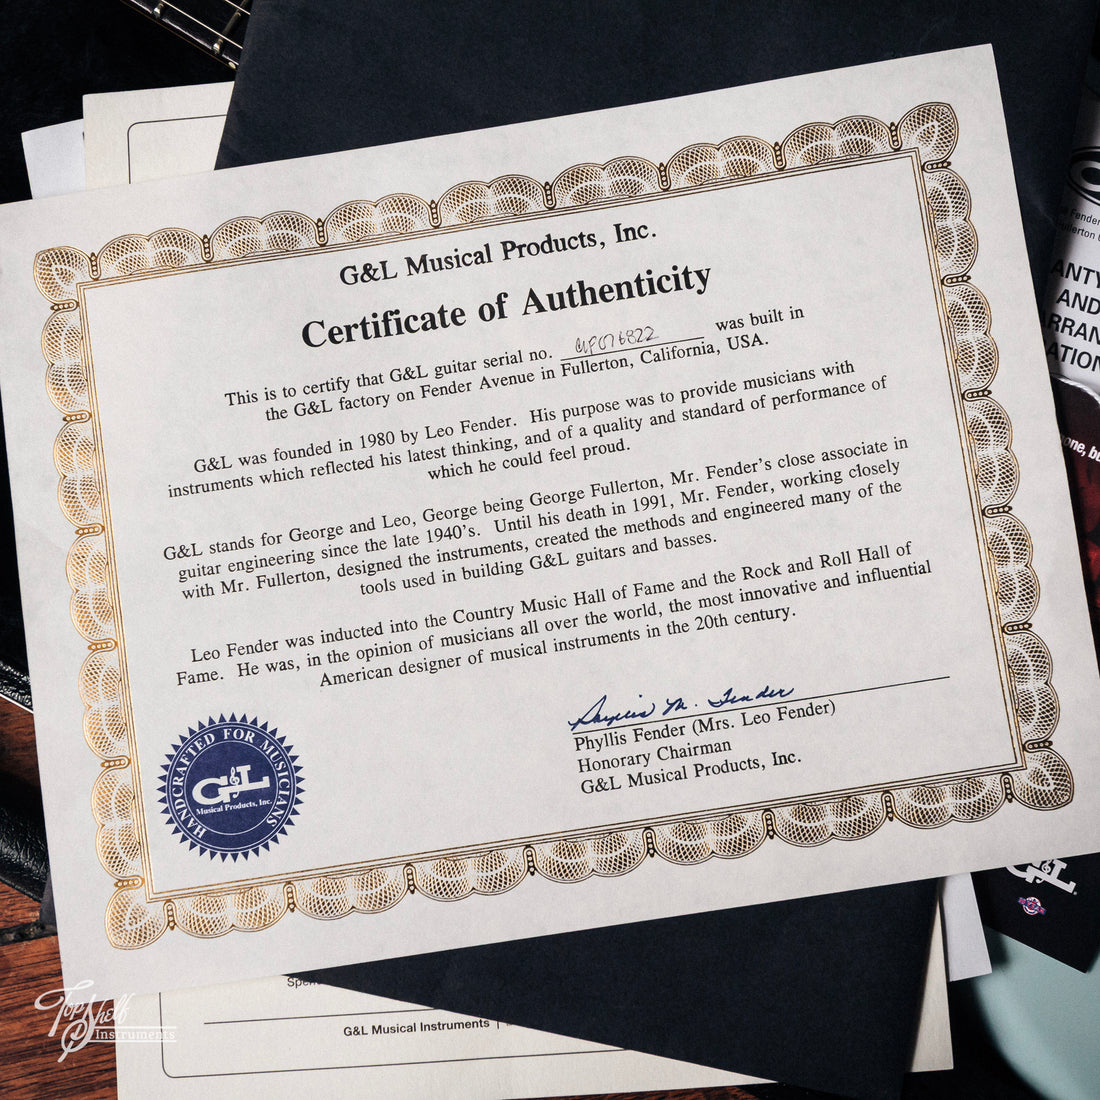 G&L Musical Products, Inc.
Certificate of Authenticity
This is to certify that G&L guitar serial no. CLF076822 was built in
the G&L factory on Fender Avenue in Fullerton, California, USA.
G&L was founded in 1980 by Leo Fender. His purpose was to provide musicians with
instruments which reflected his latest thinking, and of a quality and standard of performance of
which he could feel proud.
G&L stands for George and Leo, George being George Fullerton, Mr. Fender's close associate in
guitar engineering since the late 1940's. Until his death in 1991, Mr. Fender, working closely
with Mr. Fullerton, designed the instruments, created the methods and engineered many of the
tools used in building G&L guitars and basses.
Leo Fender was inducted into the Country Music Hall of Fame and the Rock and Roll Hall of
Fame. He was, in the opinion of musicians all over the world, the most innovative and influential
American designer of musical instruments in the 20th century.
Phyllis M. Fender
Phyllis Fender (Mrs. Leo Fender)
Honorary Chairman
G&L Musical Products, Inc.
HANDCRAFTED FOR MUSICIANS
G&L
Musical Products, Inc.
Fender
AND
G&L
G&L Musical Instruments
Top Shelf
Instruments